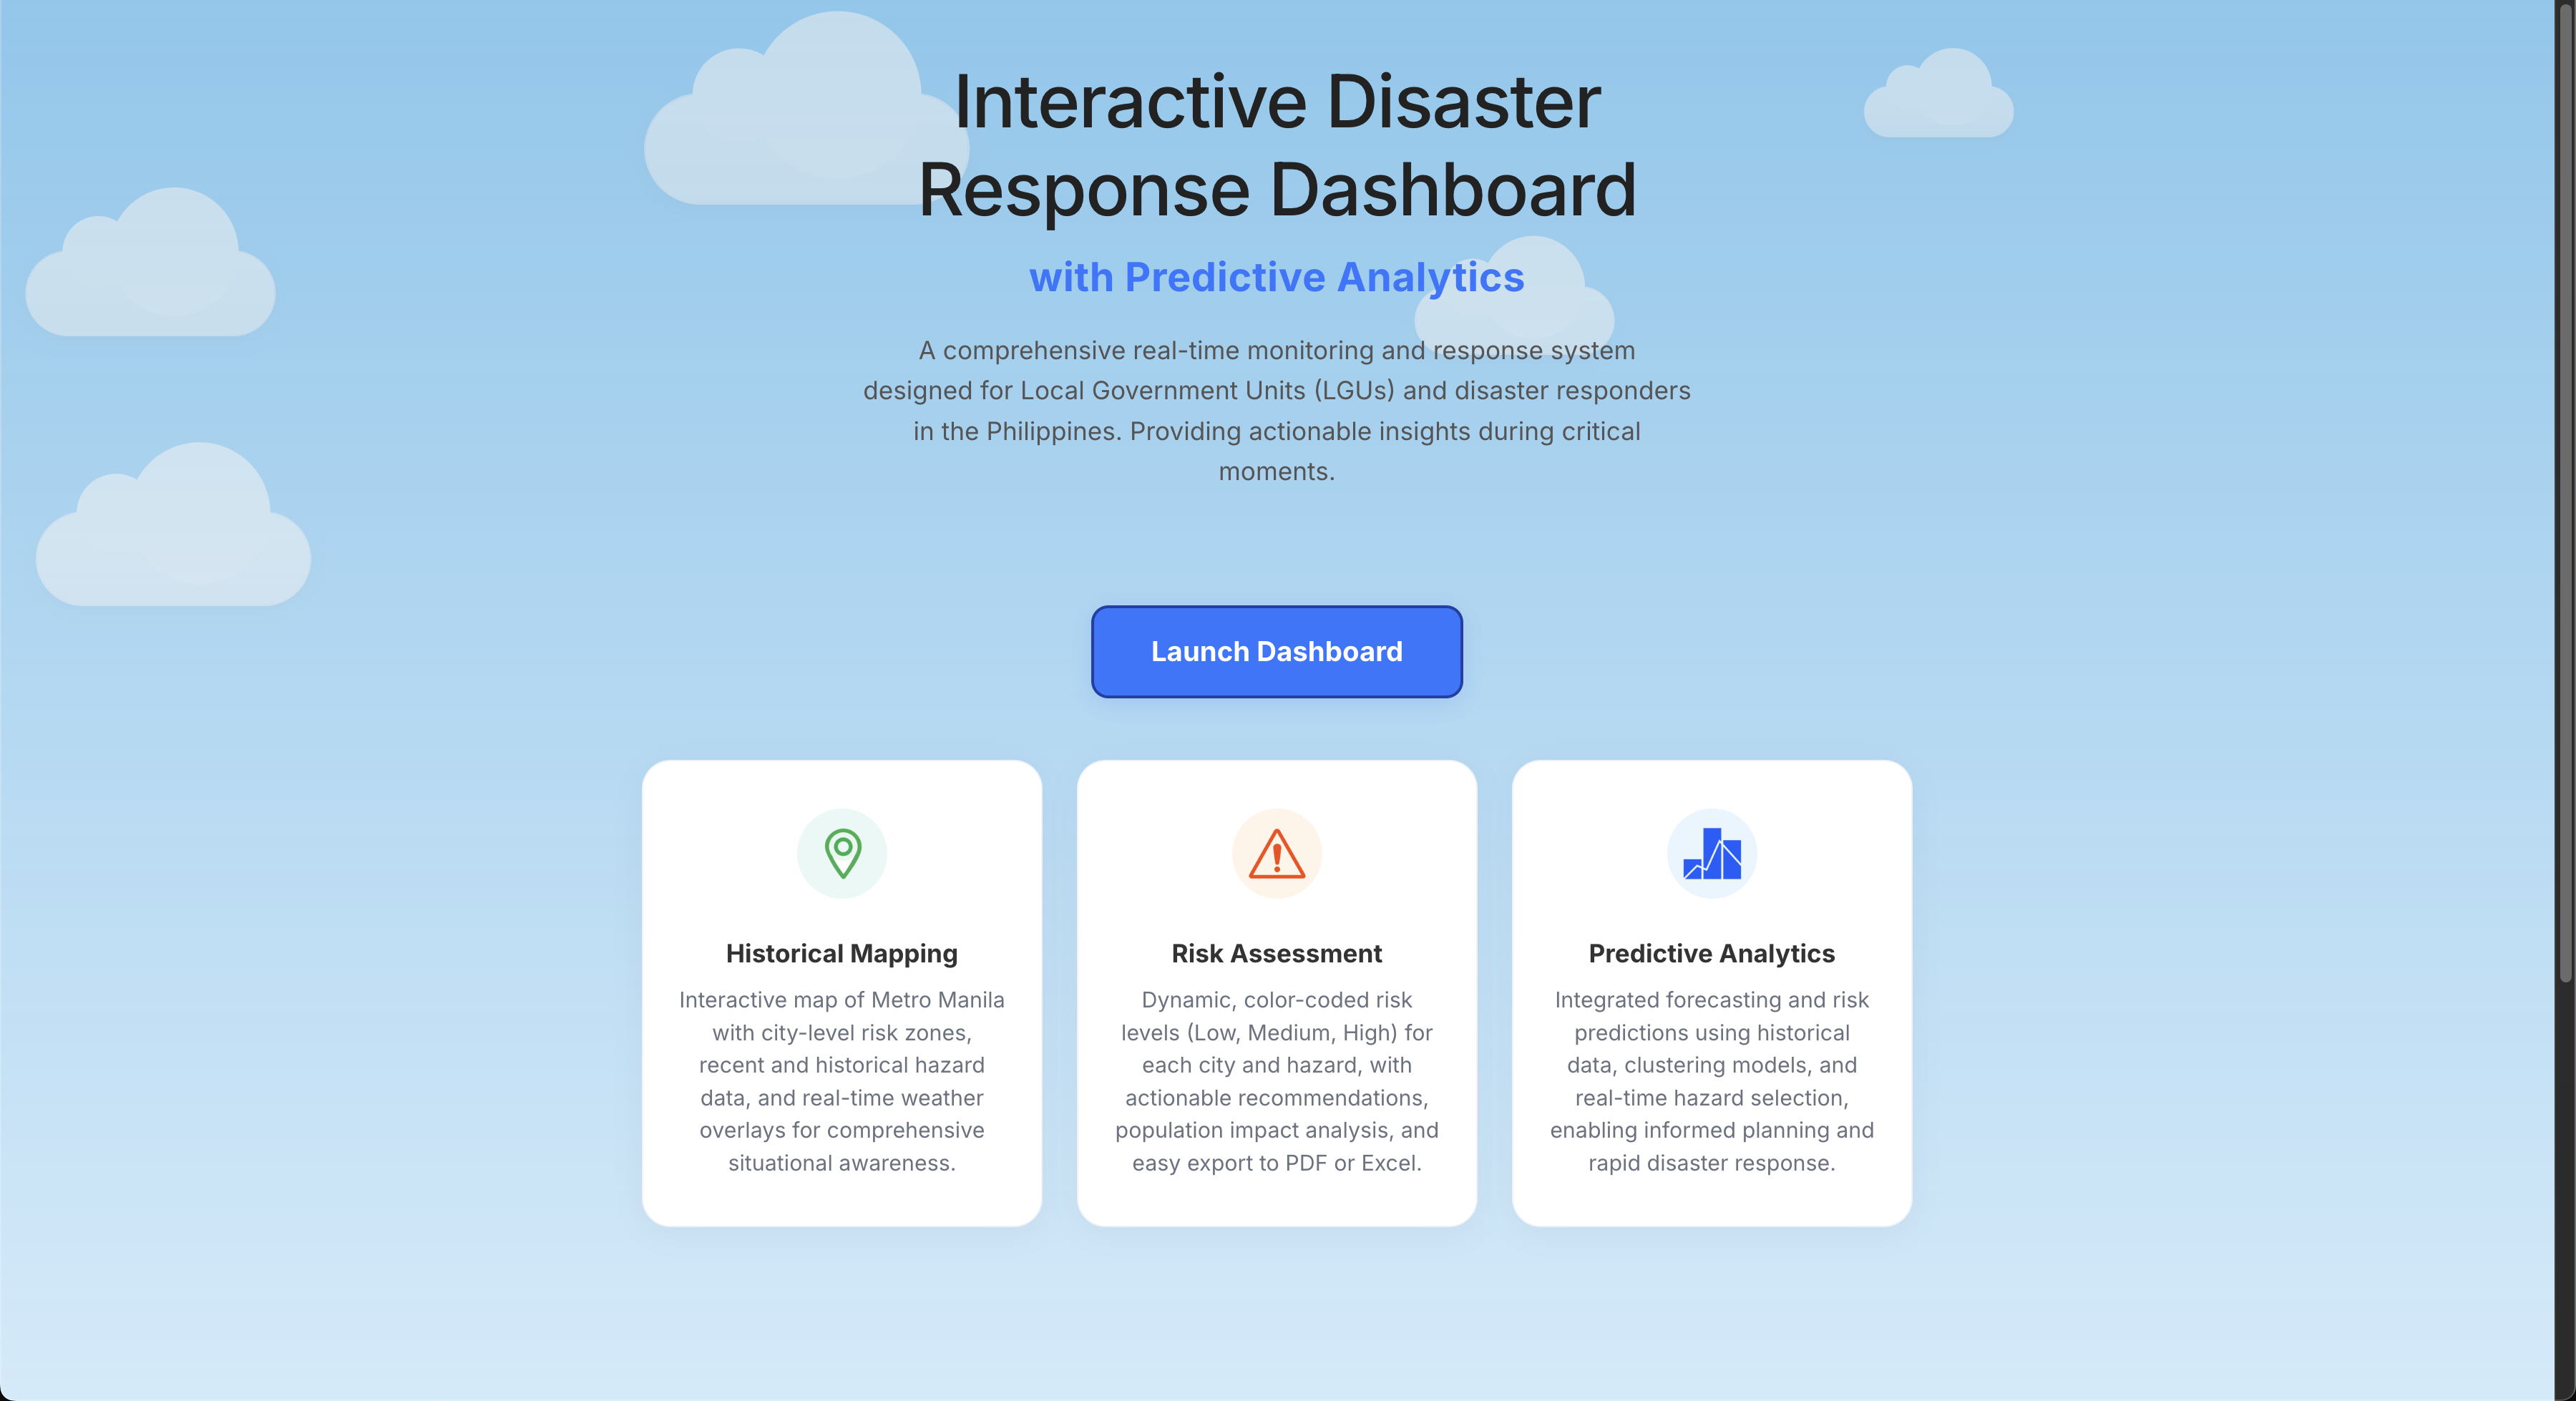 Interactive Disaster
Response Dashboard
with Predictive Analytics
A comprehensive real-time monitoring and response system
designed for Local Government Units (LGUs) and disaster responders
in the Philippines. Providing actionable insights during critical
moments.
Launch Dashboard
Historical Mapping
Interactive map of Metro Manila
with city-level risk zones,
recent and historical hazard
data, and real-time weather
overlays for comprehensive
situational awareness.
Risk Assessment
Dynamic, color-coded risk
levels (Low, Medium, High) for
each city and hazard, with
actionable recommendations,
population impact analysis, and
easy export to PDF or Excel.
Predictive Analytics
Integrated forecasting and risk
predictions using historical
data, clustering models, and
real-time hazard selection,
enabling informed planning and
rapid disaster response.